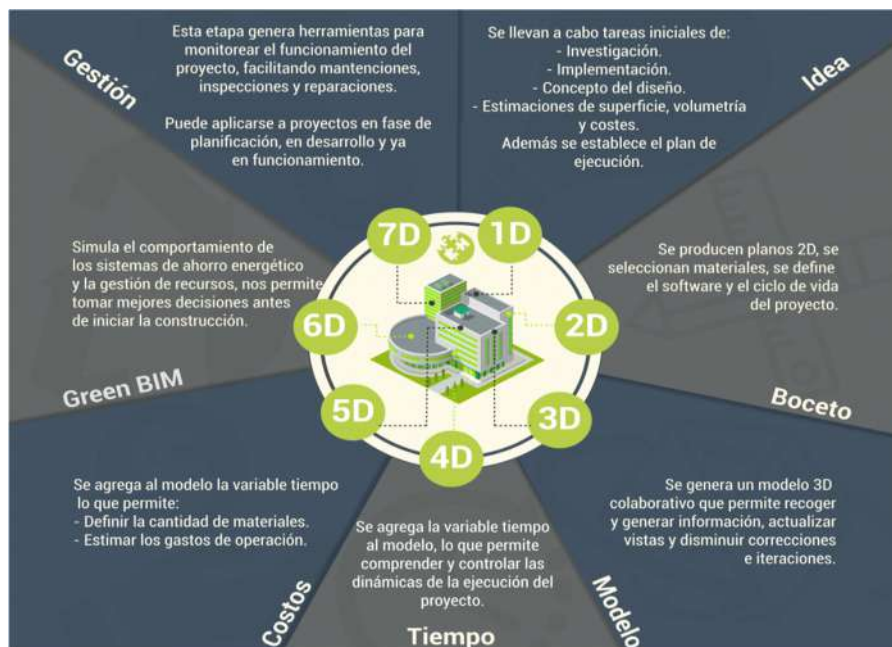 Idea
Se llevan a cabo tareas iniciales de:
- Investigación.
- Implementación.
- Concepto del diseño.
- Estimaciones de superficie, volumetría
y costes.
Además se establece el plan de
ejecución.
1D
Boceto
Se producen planos 2D, se
seleccionan materiales, se define
el software y el ciclo de vida
del proyecto.
2D
Modelo
Se genera un modelo 3D
colaborativo que permite recoger
y generar información, actualizar
vistas y disminuir correcciones
e iteraciones.
3D
Tiempo
Se agrega la variable tiempo
al modelo, lo que permite
comprender y controlar las
dinámicas de la ejecución del
proyecto.
4D
Costos
Se agrega al modelo la variable tiempo
lo que permite:
- Definir la cantidad de materiales.
- Estimar los gastos de operación.
5D
Green BIM
Simula el comportamiento de
los sistemas de ahorro energético
y la gestión de recursos, nos permite
tomar mejores decisiones antes
de iniciar la construcción.
6D
Gestión
Esta etapa genera herramientas para
monitorear el funcionamiento del
proyecto, facilitando mantenciones,
inspecciones y reparaciones.
Puede aplicarse a proyectos en fase de
planificación, en desarrollo y ya
en funcionamiento.
7D